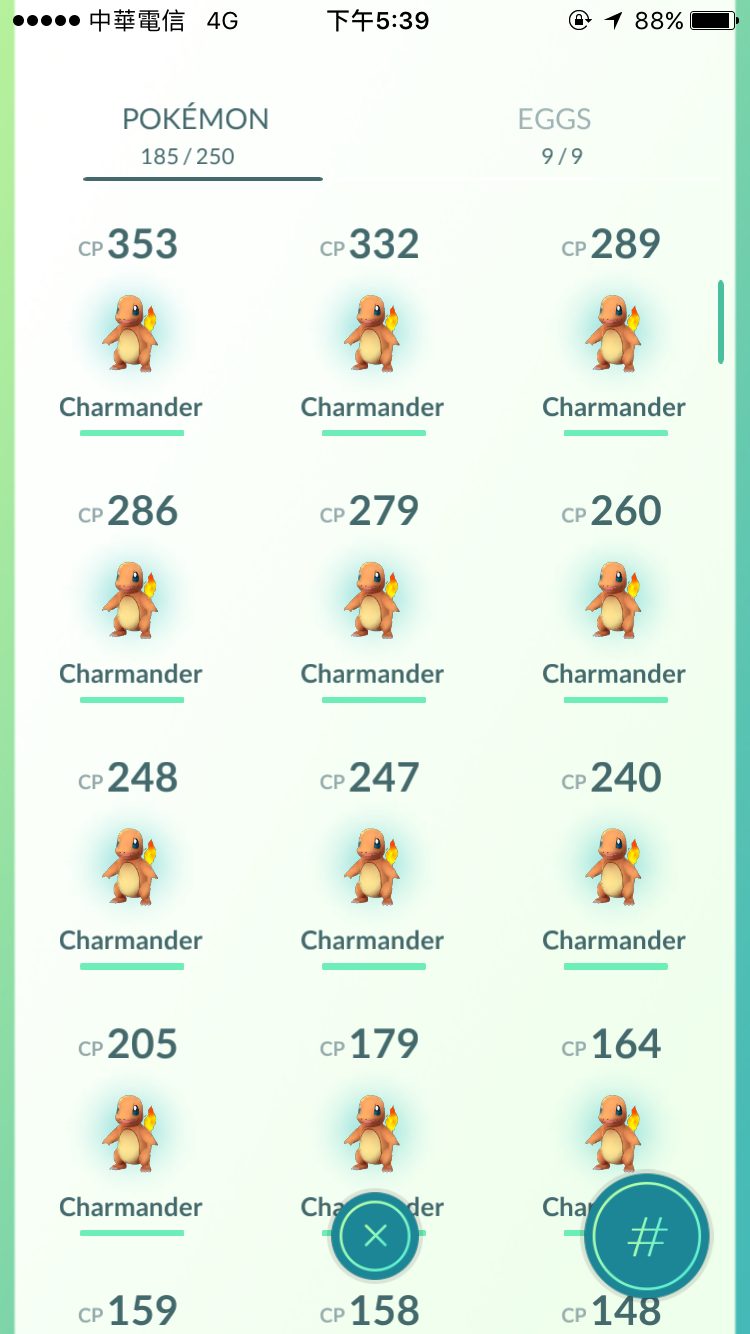 中華電信 4G 下午5:39 88%
POKÉMON EGGS
185 / 250 9 / 9
CP 353 CP 332 CP 289
Charmander Charmander Charmander
CP 286 CP 279 CP 260
Charmander Charmander Charmander
CP 248 CP 247 CP 240
Charmander Charmander Charmander
CP 205 CP 179 CP 164
Charmander Cha der Cha
#
CP 159 CP 158 CP 148